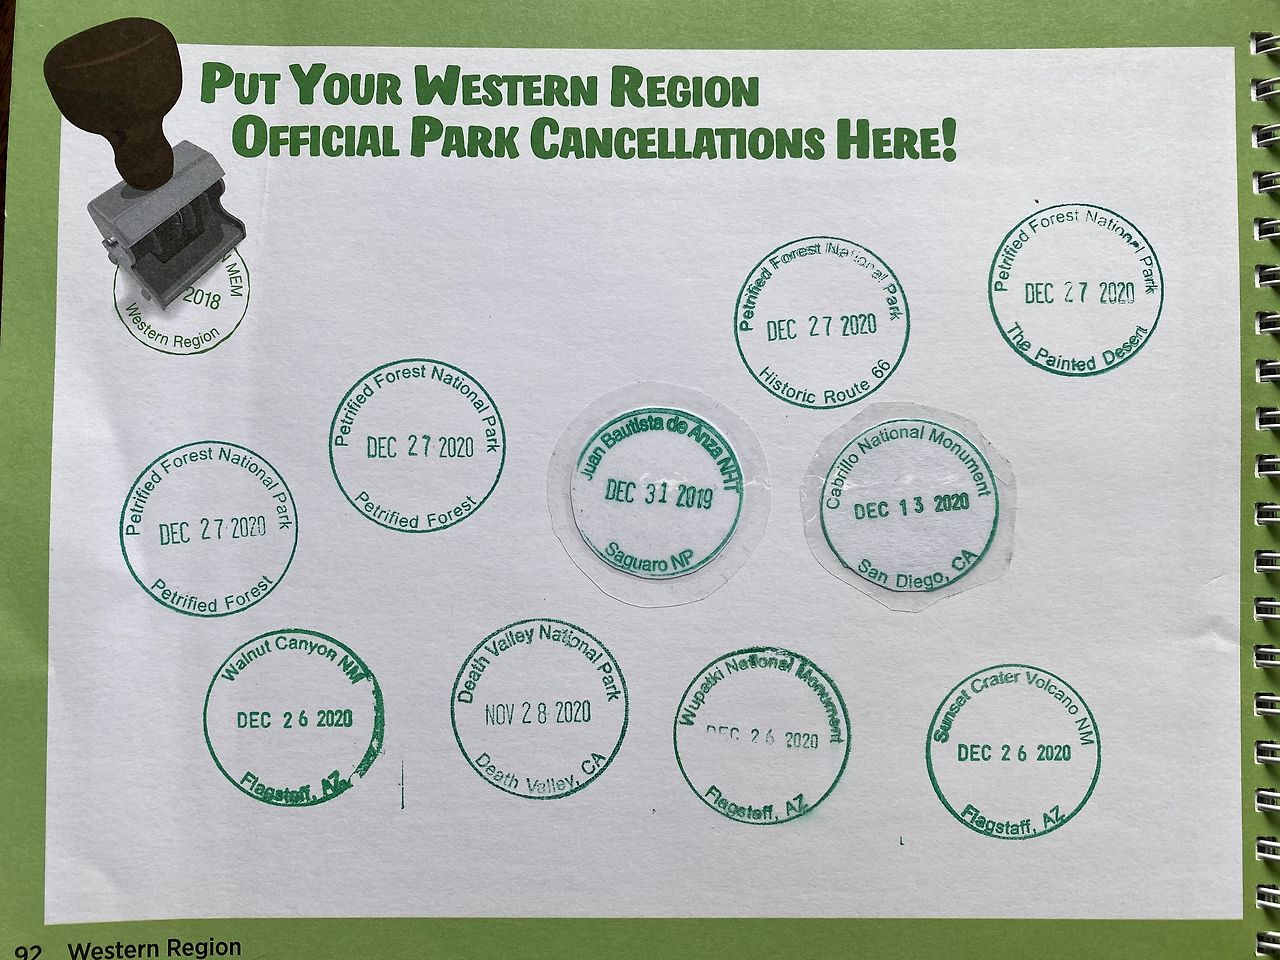 PUT YOUR WESTERN REGION
OFFICIAL PARK CANCELLATIONS HERE!
N MEM
2018
Western Region
Petrified Forest National Park
DEC 27 2020
Historic Route 66
Petrified Forest National Park
DEC 27 2020
The Painted Desert
Petrified Forest National Park
DEC 27 2020
Petrified Forest
Petrified Forest National Park
DEC 27 2020
Petrified Forest
Juan Bautista de Anza NHT
DEC 31 2019
Saguaro NP
Cabrillo National Monument
DEC 13 2020
San Diego, CA
Walnut Canyon NM
DEC 26 2020
Flagstaff, AZ
Death Valley National Park
NOV 28 2020
Death Valley, CA
Wupatki National Monument
DEC 26 2020
Flagstaff, AZ
Sunset Crater Volcano NM
DEC 26 2020
Flagstaff, AZ
92 Western Region